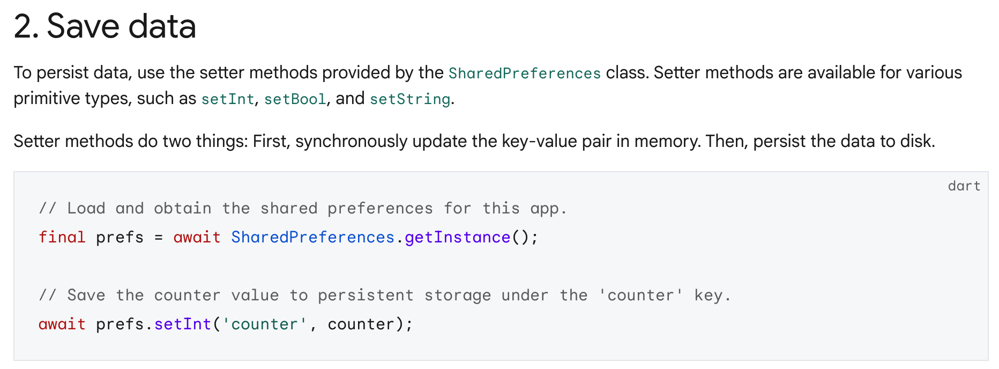 2. Save data
To persist data, use the setter methods provided by the SharedPreferences class. Setter methods are available for various
primitive types, such as setInt, setBool, and setString.
Setter methods do two things: First, synchronously update the key-value pair in memory. Then, persist the data to disk.
dart
// Load and obtain the shared preferences for this app.
final prefs = await SharedPreferences.getInstance();
// Save the counter value to persistent storage under the 'counter' key.
await prefs.setInt('counter', counter);